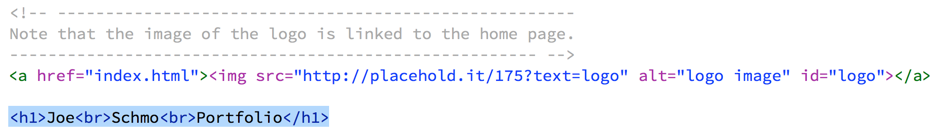 <!-- -----------------------------------------------------
Note that the image of the logo is linked to the home page.
------------------------------------------------------ -->
<a href="index.html"><img src="http://placehold.it/175?text=logo" alt="logo image" id="logo"></a>
<h1>Joe<br>Schmo<br>Portfolio</h1>